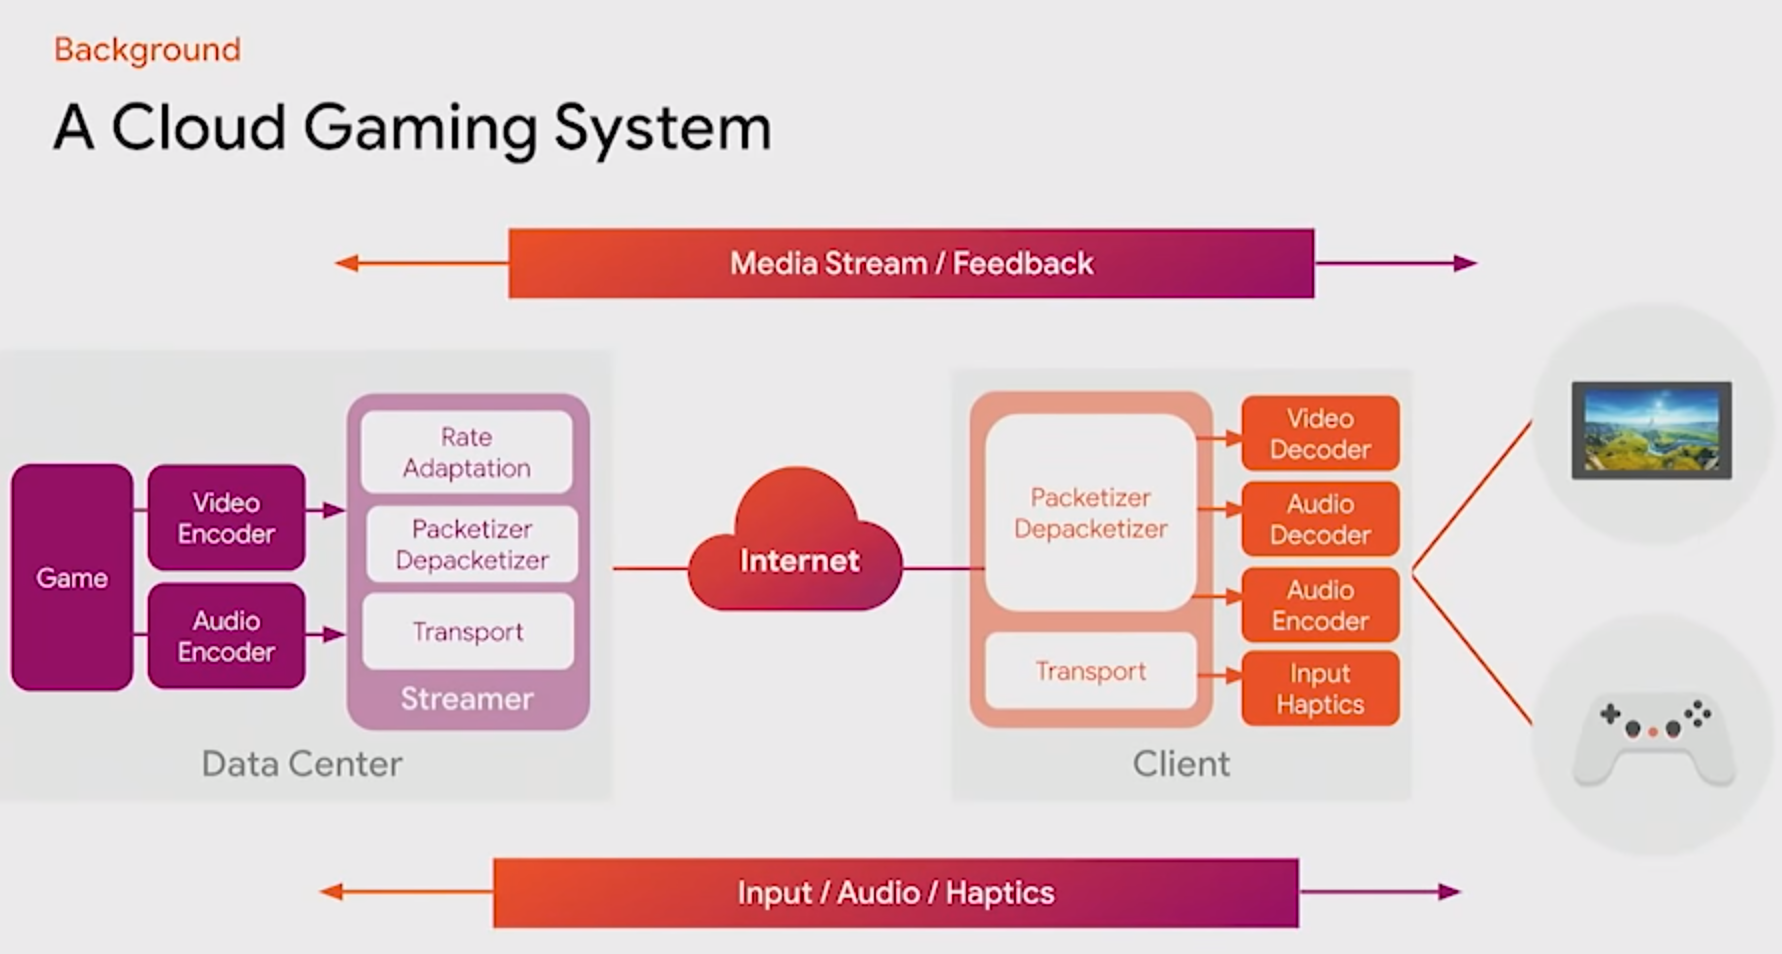 Background
A Cloud Gaming System
Media Stream / Feedback
Game
Video
Encoder
Audio
Encoder
Rate
Adaptation
Packetizer
Depacketizer
Transport
Streamer
Data Center
Internet
Packetizer
Depacketizer
Transport
Video
Decoder
Audio
Decoder
Audio
Encoder
Input
Haptics
Client
Input / Audio / Haptics